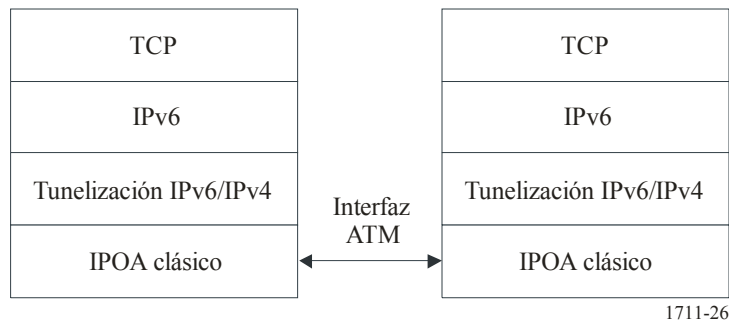 TCP
IPv6
Tunelización IPv6/IPv4
IPOA clásico
Interfaz
ATM
TCP
IPv6
Tunelización IPv6/IPv4
IPOA clásico
1711-26